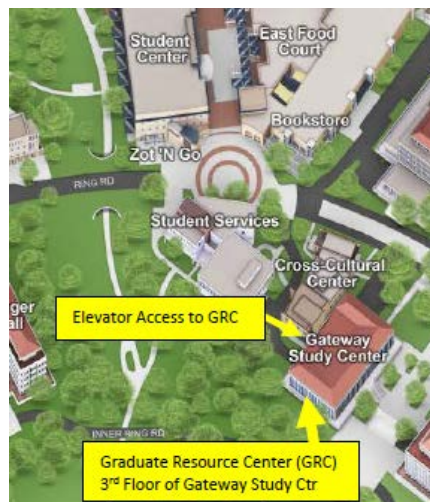 Student
Center
East Food
Court
Bookstore
Zot 'N Go
RING RD
Student Services
Cross-Cultural
Center
Elevator Access to GRC
Gateway
Study Center
INNER RING RD
Graduate Resource Center (GRC)
3rd Floor of Gateway Study Ctr